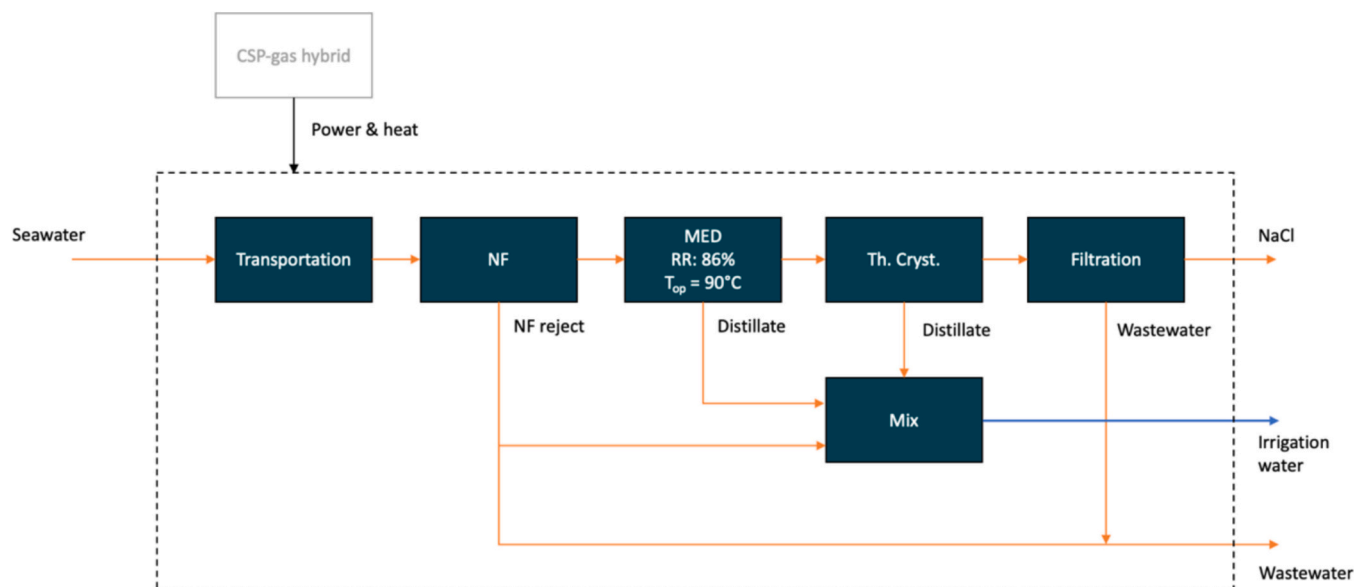 CSP-gas hybrid
Power & heat
Seawater
Transportation
NF
MED
RR: 86%
Top = 90°C
Th. Cryst.
Filtration
NaCl
NF reject
Distillate
Distillate
Wastewater
Mix
Irrigation
water
Wastewater